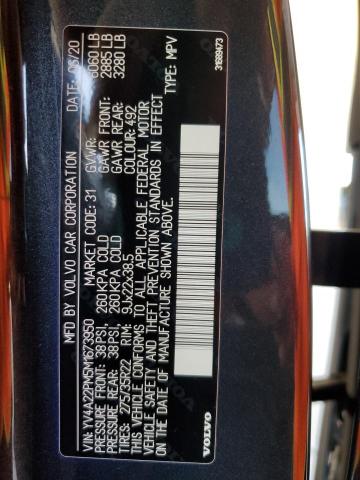 MFD BY VOLVO CAR CORPORATION DATE: 06/20
VIN: YV4A22PM5M1673950 MARKET CODE: 31 GVWR: 6060 LB
PRESSURE FRONT: 38 PSI, 260 KPA COLD GAWR FRONT: 2885 LB
PRESSURE REAR: 38 PSI, 260 KPA COLD GAWR REAR: 3280 LB
TIRES: 275/35R22 RIM: 9JX22X38.5 COLOUR: 492
THIS VEHICLE CONFORMS TO ALL APPLICABLE FEDERAL MOTOR
VEHICLE SAFETY AND THEFT PREVENTION STANDARDS IN EFFECT
ON THE DATE OF MANUFACTURE SHOWN ABOVE.
TYPE: MPV
VOLVO
31689473